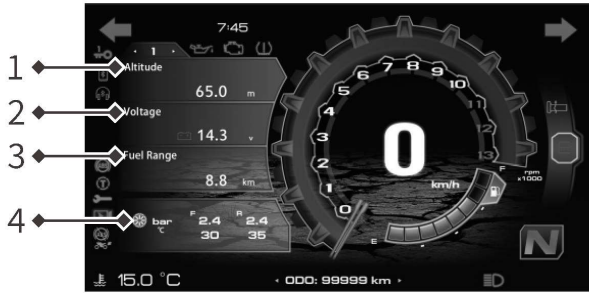 7:45
1
1
Altitude
65.0 m
2
Voltage
14.3 v
3
Fuel Range
8.8 km
4
bar F 2.4 R 2.4
°C 30 35
0
1
2
3
4
5
6
7
8
9
10
11
12
13
rpm
x1000
0
km/h
F
E
N
15.0 °C
ODO: 99999 km